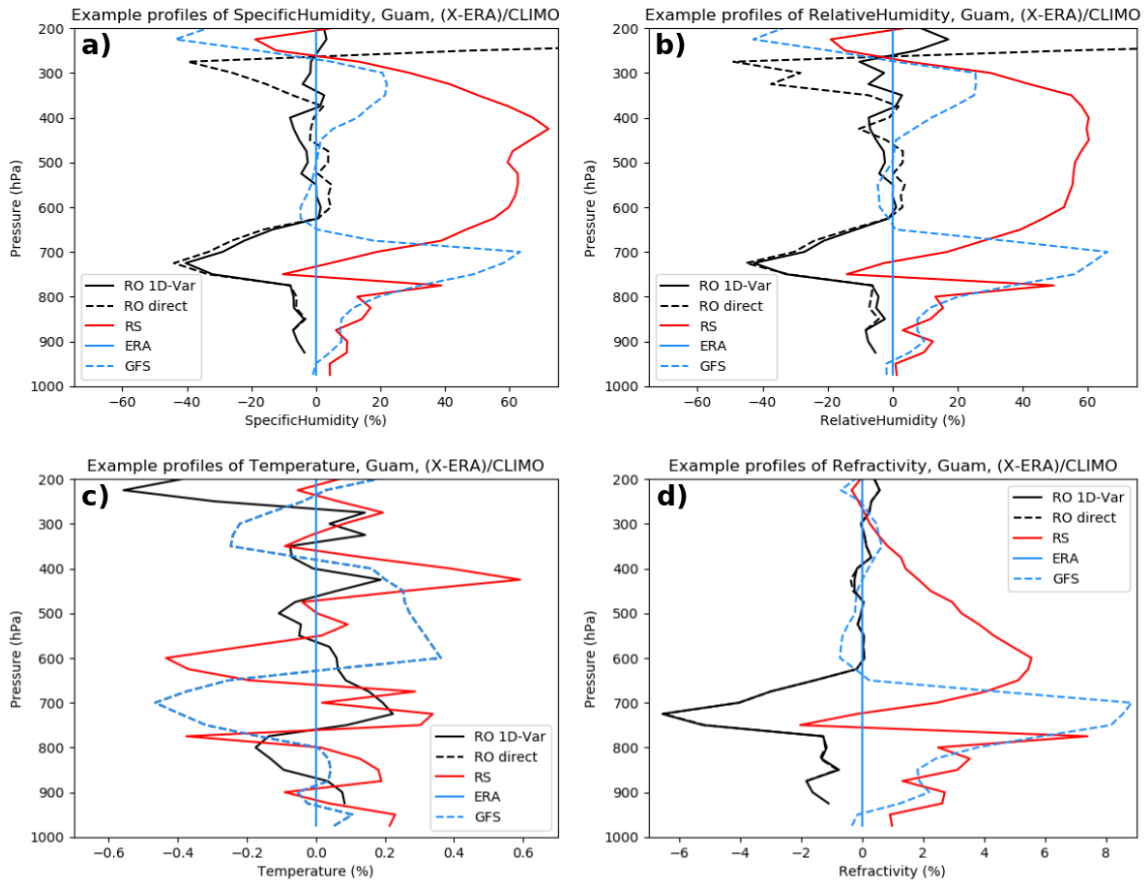 Example profiles of SpecificHumidity, Guam, (X-ERA)/CLIMO
a)
200
300
400
500
600
700
800
900
1000
Pressure (hPa)
RO 1D-Var
RO direct
RS
ERA
GFS
−60 −40 −20 0 20 40 60
SpecificHumidity (%)
Example profiles of RelativeHumidity, Guam, (X-ERA)/CLIMO
b)
200
300
400
500
600
700
800
900
1000
Pressure (hPa)
RO 1D-Var
RO direct
RS
ERA
GFS
−60 −40 −20 0 20 40 60
RelativeHumidity (%)
Example profiles of Temperature, Guam, (X-ERA)/CLIMO
c)
200
300
400
500
600
700
800
900
1000
Pressure (hPa)
RO 1D-Var
RO direct
RS
ERA
GFS
−0.6 −0.4 −0.2 0.0 0.2 0.4 0.6
Temperature (%)
Example profiles of Refractivity, Guam, (X-ERA)/CLIMO
d)
200
300
400
500
600
700
800
900
1000
Pressure (hPa)
RO 1D-Var
RO direct
RS
ERA
GFS
−6 −4 −2 0 2 4 6 8
Refractivity (%)